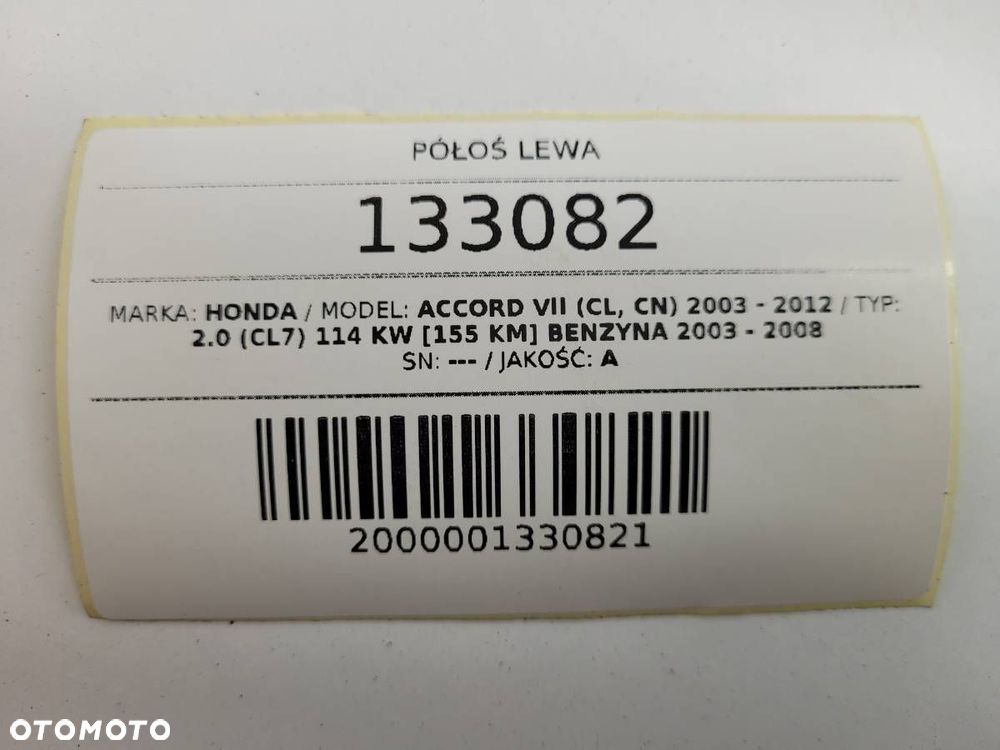 PÓŁOŚ LEWA
133082
MARKA: HONDA / MODEL: ACCORD VII (CL, CN) 2003 - 2012 / TYP:
2.0 (CL7) 114 KW [155 KM] BENZYNA 2003 - 2008
SN: --- / JAKOŚĆ: A
2000001330821
OTOMOTO